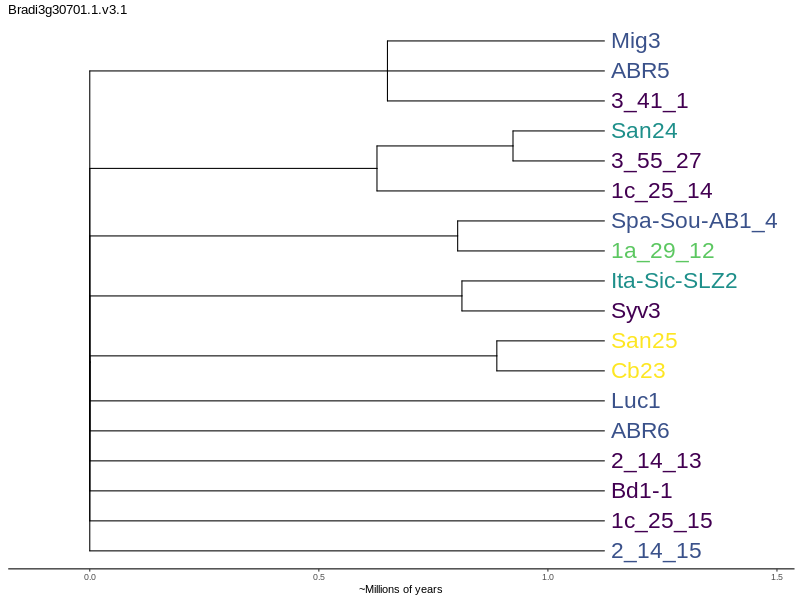 Bradi3g30701.1.v3.1
Mig3
ABR5
3_41_1
San24
3_55_27
1c_25_14
Spa-Sou-AB1_4
1a_29_12
Ita-Sic-SLZ2
Syv3
San25
Cb23
Luc1
ABR6
2_14_13
Bd1-1
1c_25_15
2_14_15
0.0 0.5 1.0 1.5
~Millions of years